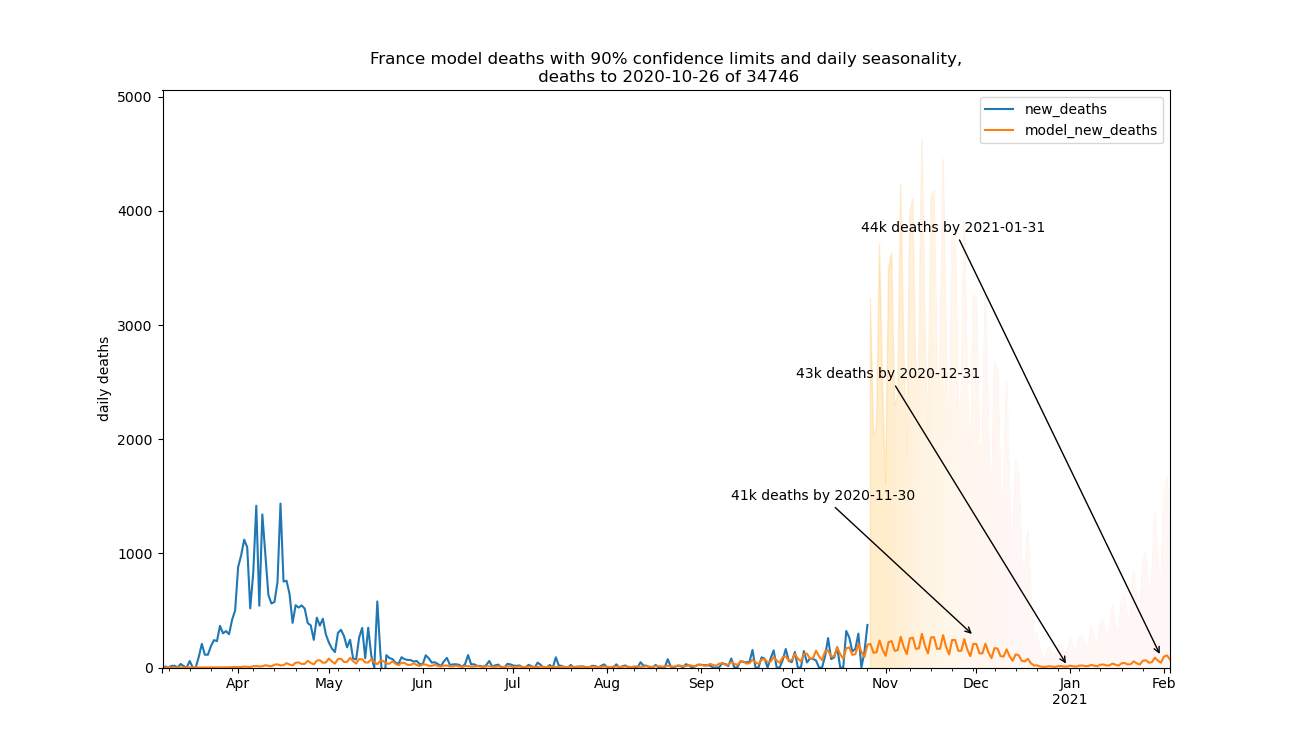 France model deaths with 90% confidence limits and daily seasonality,
deaths to 2020-10-26 of 34746
5000
4000
3000
2000
1000
0
daily deaths
new_deaths
model_new_deaths
44k deaths by 2021-01-31
43k deaths by 2020-12-31
41k deaths by 2020-11-30
Apr May Jun Jul Aug Sep Oct Nov Dec Jan Feb
2021